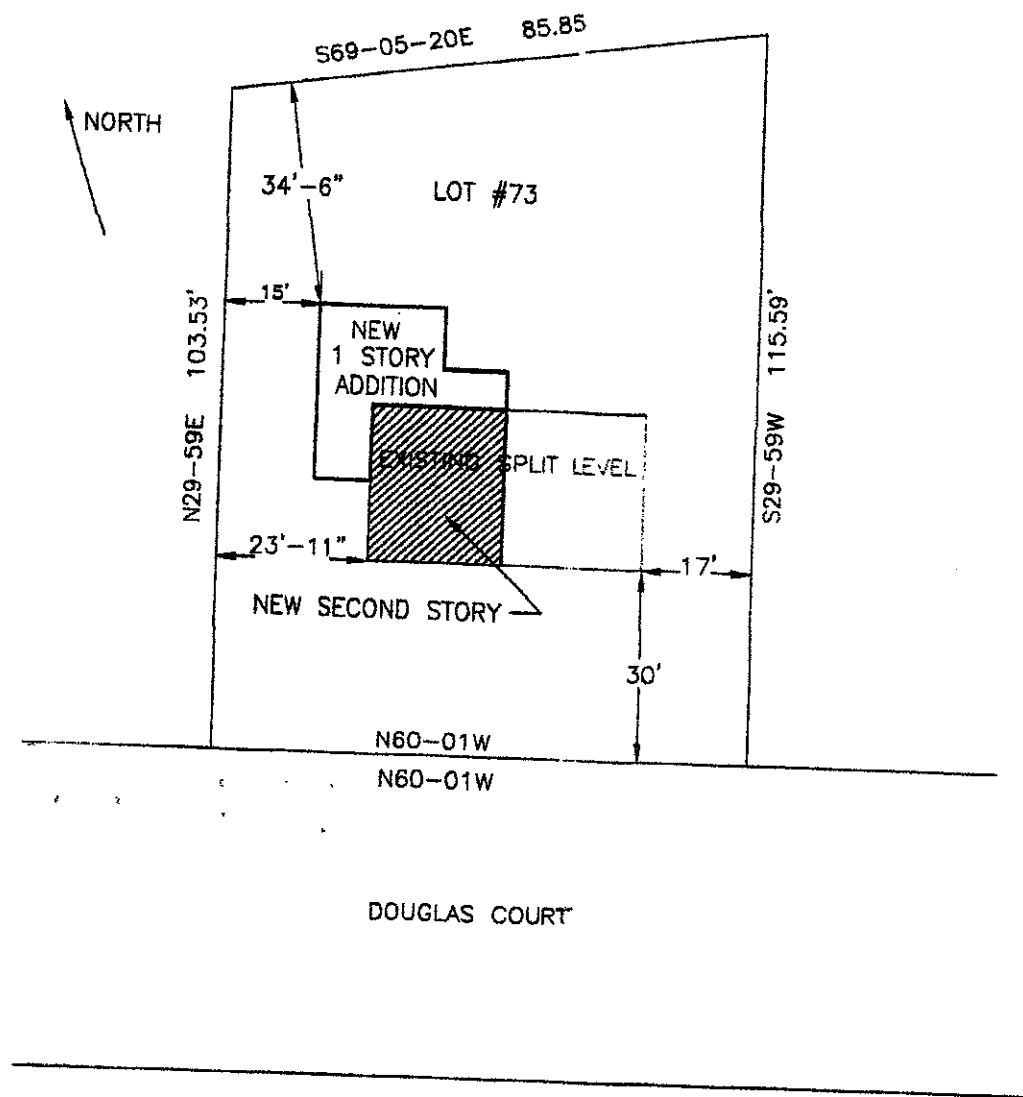 S69-05-20E 85.85
NORTH
34'-6"
LOT #73
15'
NEW
1 STORY
ADDITION
N29-59E 103.53'
S29-59W 115.59'
EXISTING SPLIT LEVEL
23'-11"
17'
NEW SECOND STORY
30'
N60-01W
N60-01W
DOUGLAS COURT